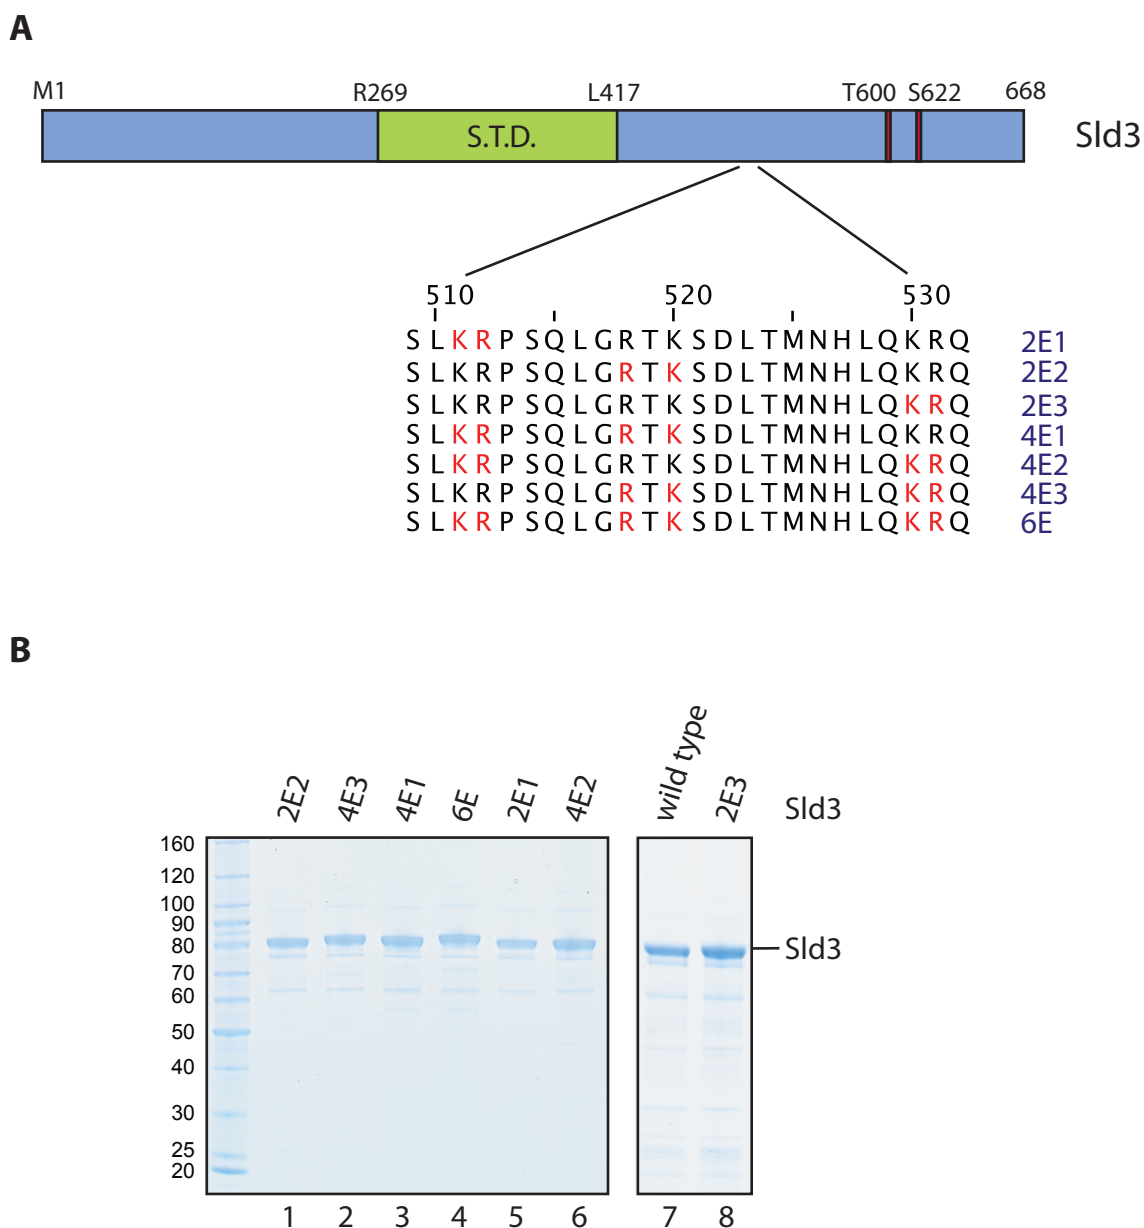 A
M1 R269 L417 T600 S622 668
S.T.D. Sld3
510 520 530
S L K R P S Q L G R T K S D L T M N H L Q K R Q 2E1
S L K R P S Q L G R T K S D L T M N H L Q K R Q 2E2
S L K R P S Q L G R T K S D L T M N H L Q K R Q 2E3
S L K R P S Q L G R T K S D L T M N H L Q K R Q 4E1
S L K R P S Q L G R T K S D L T M N H L Q K R Q 4E2
S L K R P S Q L G R T K S D L T M N H L Q K R Q 4E3
S L K R P S Q L G R T K S D L T M N H L Q K R Q 6E
B
2E2 4E3 4E1 6E 2E1 4E2 wild type 2E3 Sld3
160
120
100
90
80 Sld3
70
60
50
40
30
25
20
1 2 3 4 5 6 7 8